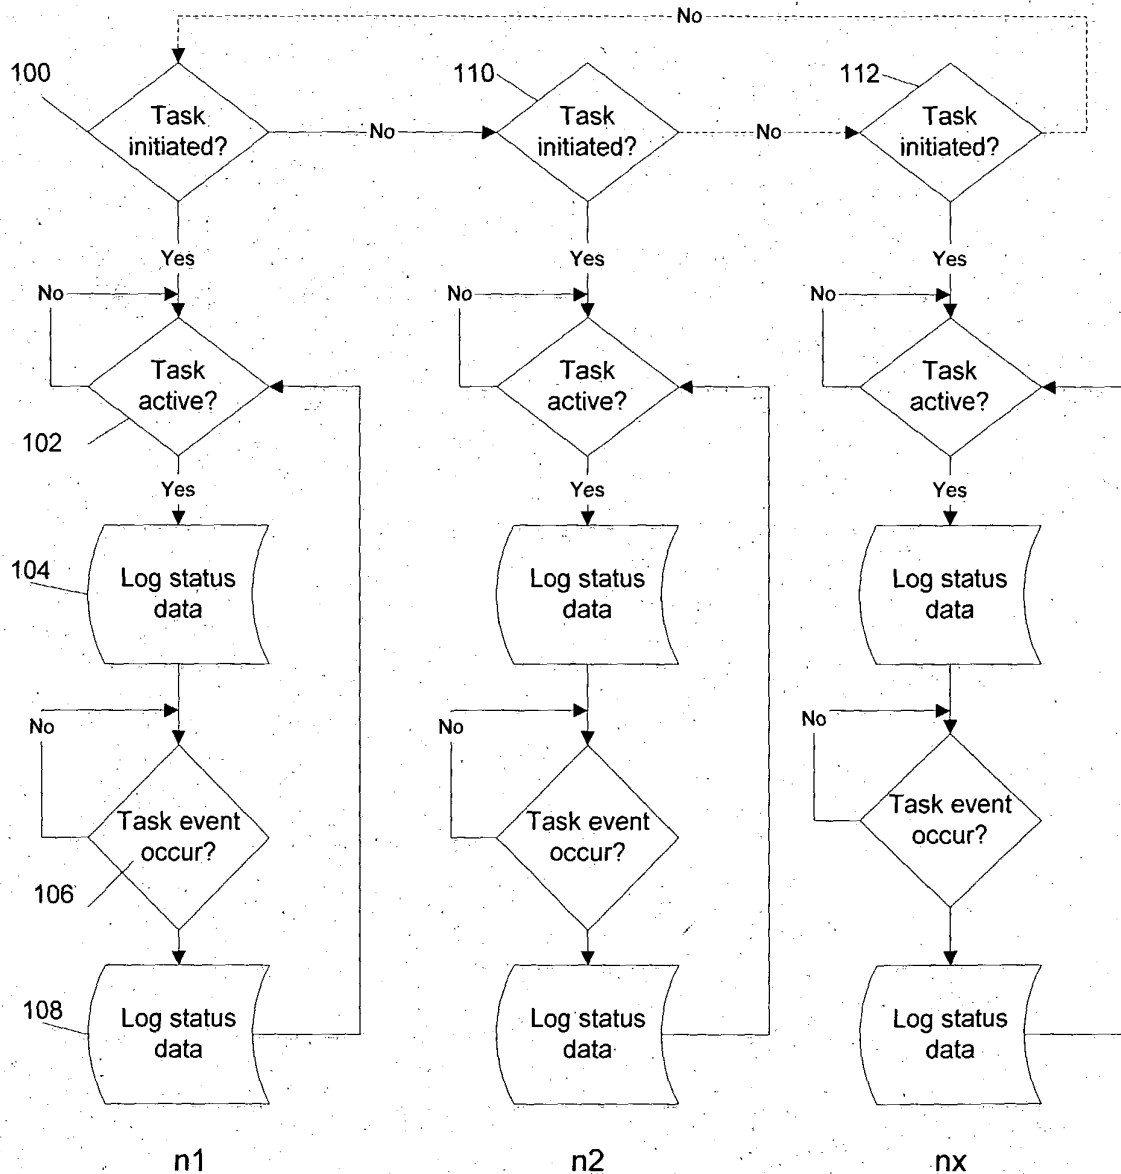 No
100
110
112
Task
initiated?
No
Task
initiated?
No
Task
initiated?
Yes
Yes
Yes
No
No
No
Task
active?
Task
active?
Task
active?
102
Yes
Yes
Yes
104
Log status
data
Log status
data
Log status
data
No
No
No
Task event
occur?
Task event
occur?
Task event
occur?
106
108
Log status
data
Log status
data
Log status
data
n1
n2
nx